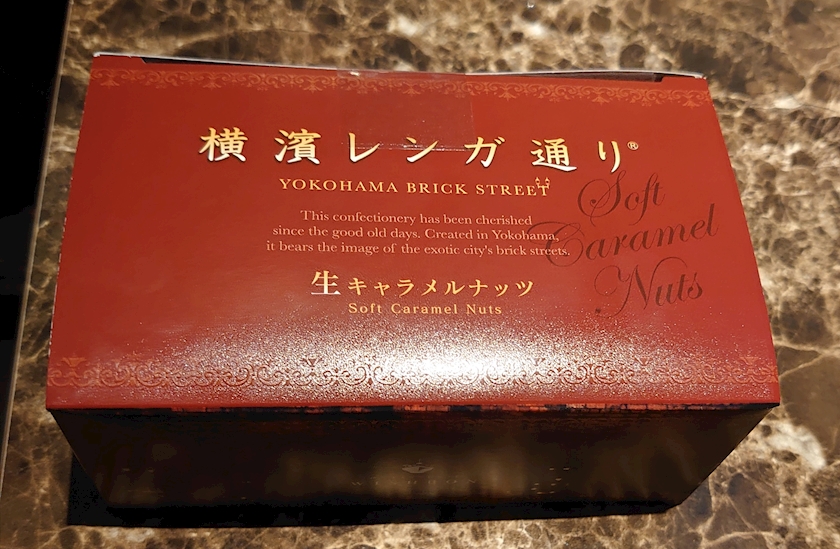 横濱レンガ通り®
YOKOHAMA BRICK STREET
This confectionery has been cherished
since the good old days. Created in Yokohama,
it bears the image of the exotic city's brick streets.
生キャラメルナッツ
Soft Caramel Nuts
Soft
Caramel
Nuts